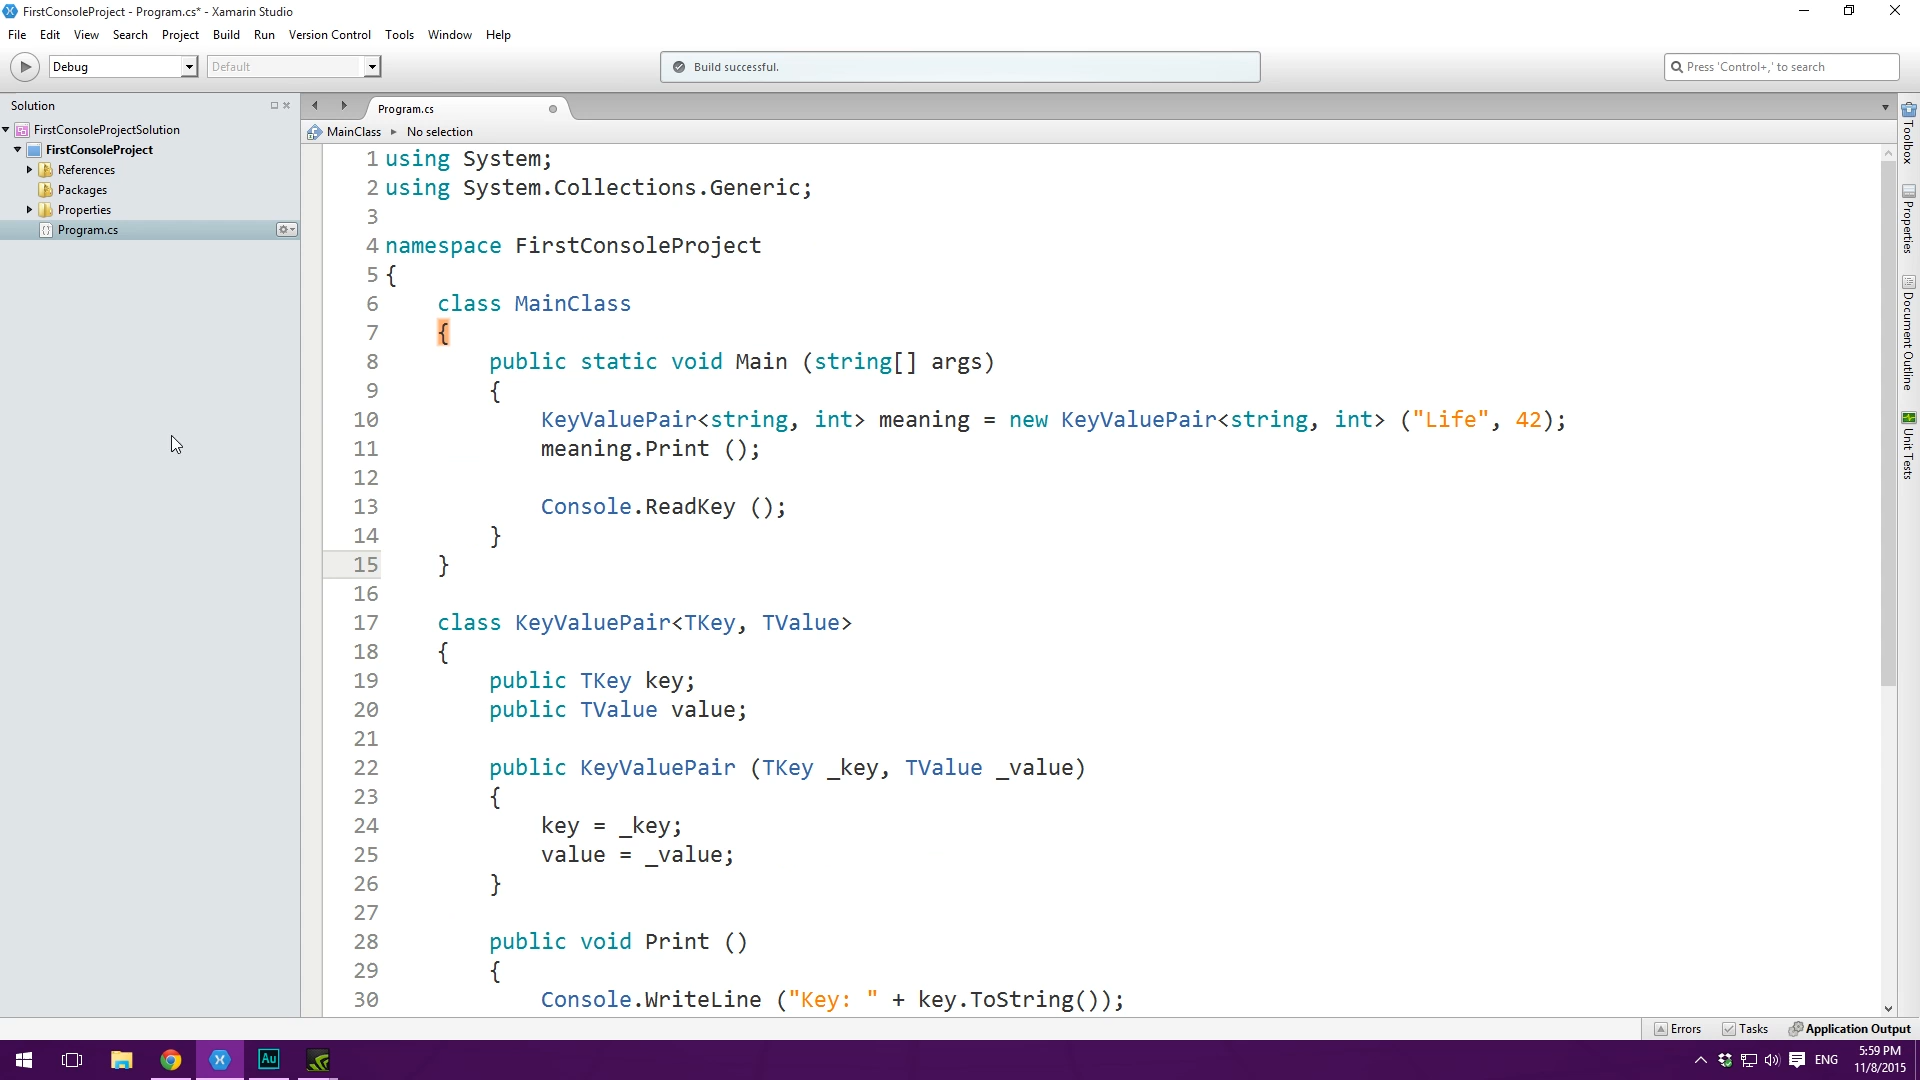 FirstConsoleProject - Program.cs* - Xamarin Studio
File Edit View Search Project Build Run Version Control Tools Window Help
Debug Default Build successful. Press 'Control+,' to search
Solution
FirstConsoleProjectSolution
FirstConsoleProject
References
Packages
Properties
Program.cs
Program.cs
MainClass No selection
1 using System;
2 using System.Collections.Generic;
3
4 namespace FirstConsoleProject
5 {
6 class MainClass
7 {
8 public static void Main (string[] args)
9 {
10 KeyValuePair<string, int> meaning = new KeyValuePair<string, int> ("Life", 42);
11 meaning.Print ();
12
13 Console.ReadKey ();
14 }
15 }
16
17 class KeyValuePair<TKey, TValue>
18 {
19 public TKey key;
20 public TValue value;
21
22 public KeyValuePair (TKey _key, TValue _value)
23 {
24 key = _key;
25 value = _value;
26 }
27
28 public void Print ()
29 {
30 Console.WriteLine ("Key: " + key.ToString());
Toolbox
Properties
Document Outline
Unit Tests
Errors Tasks Application Output
Au
ENG
5:59 PM
11/8/2015